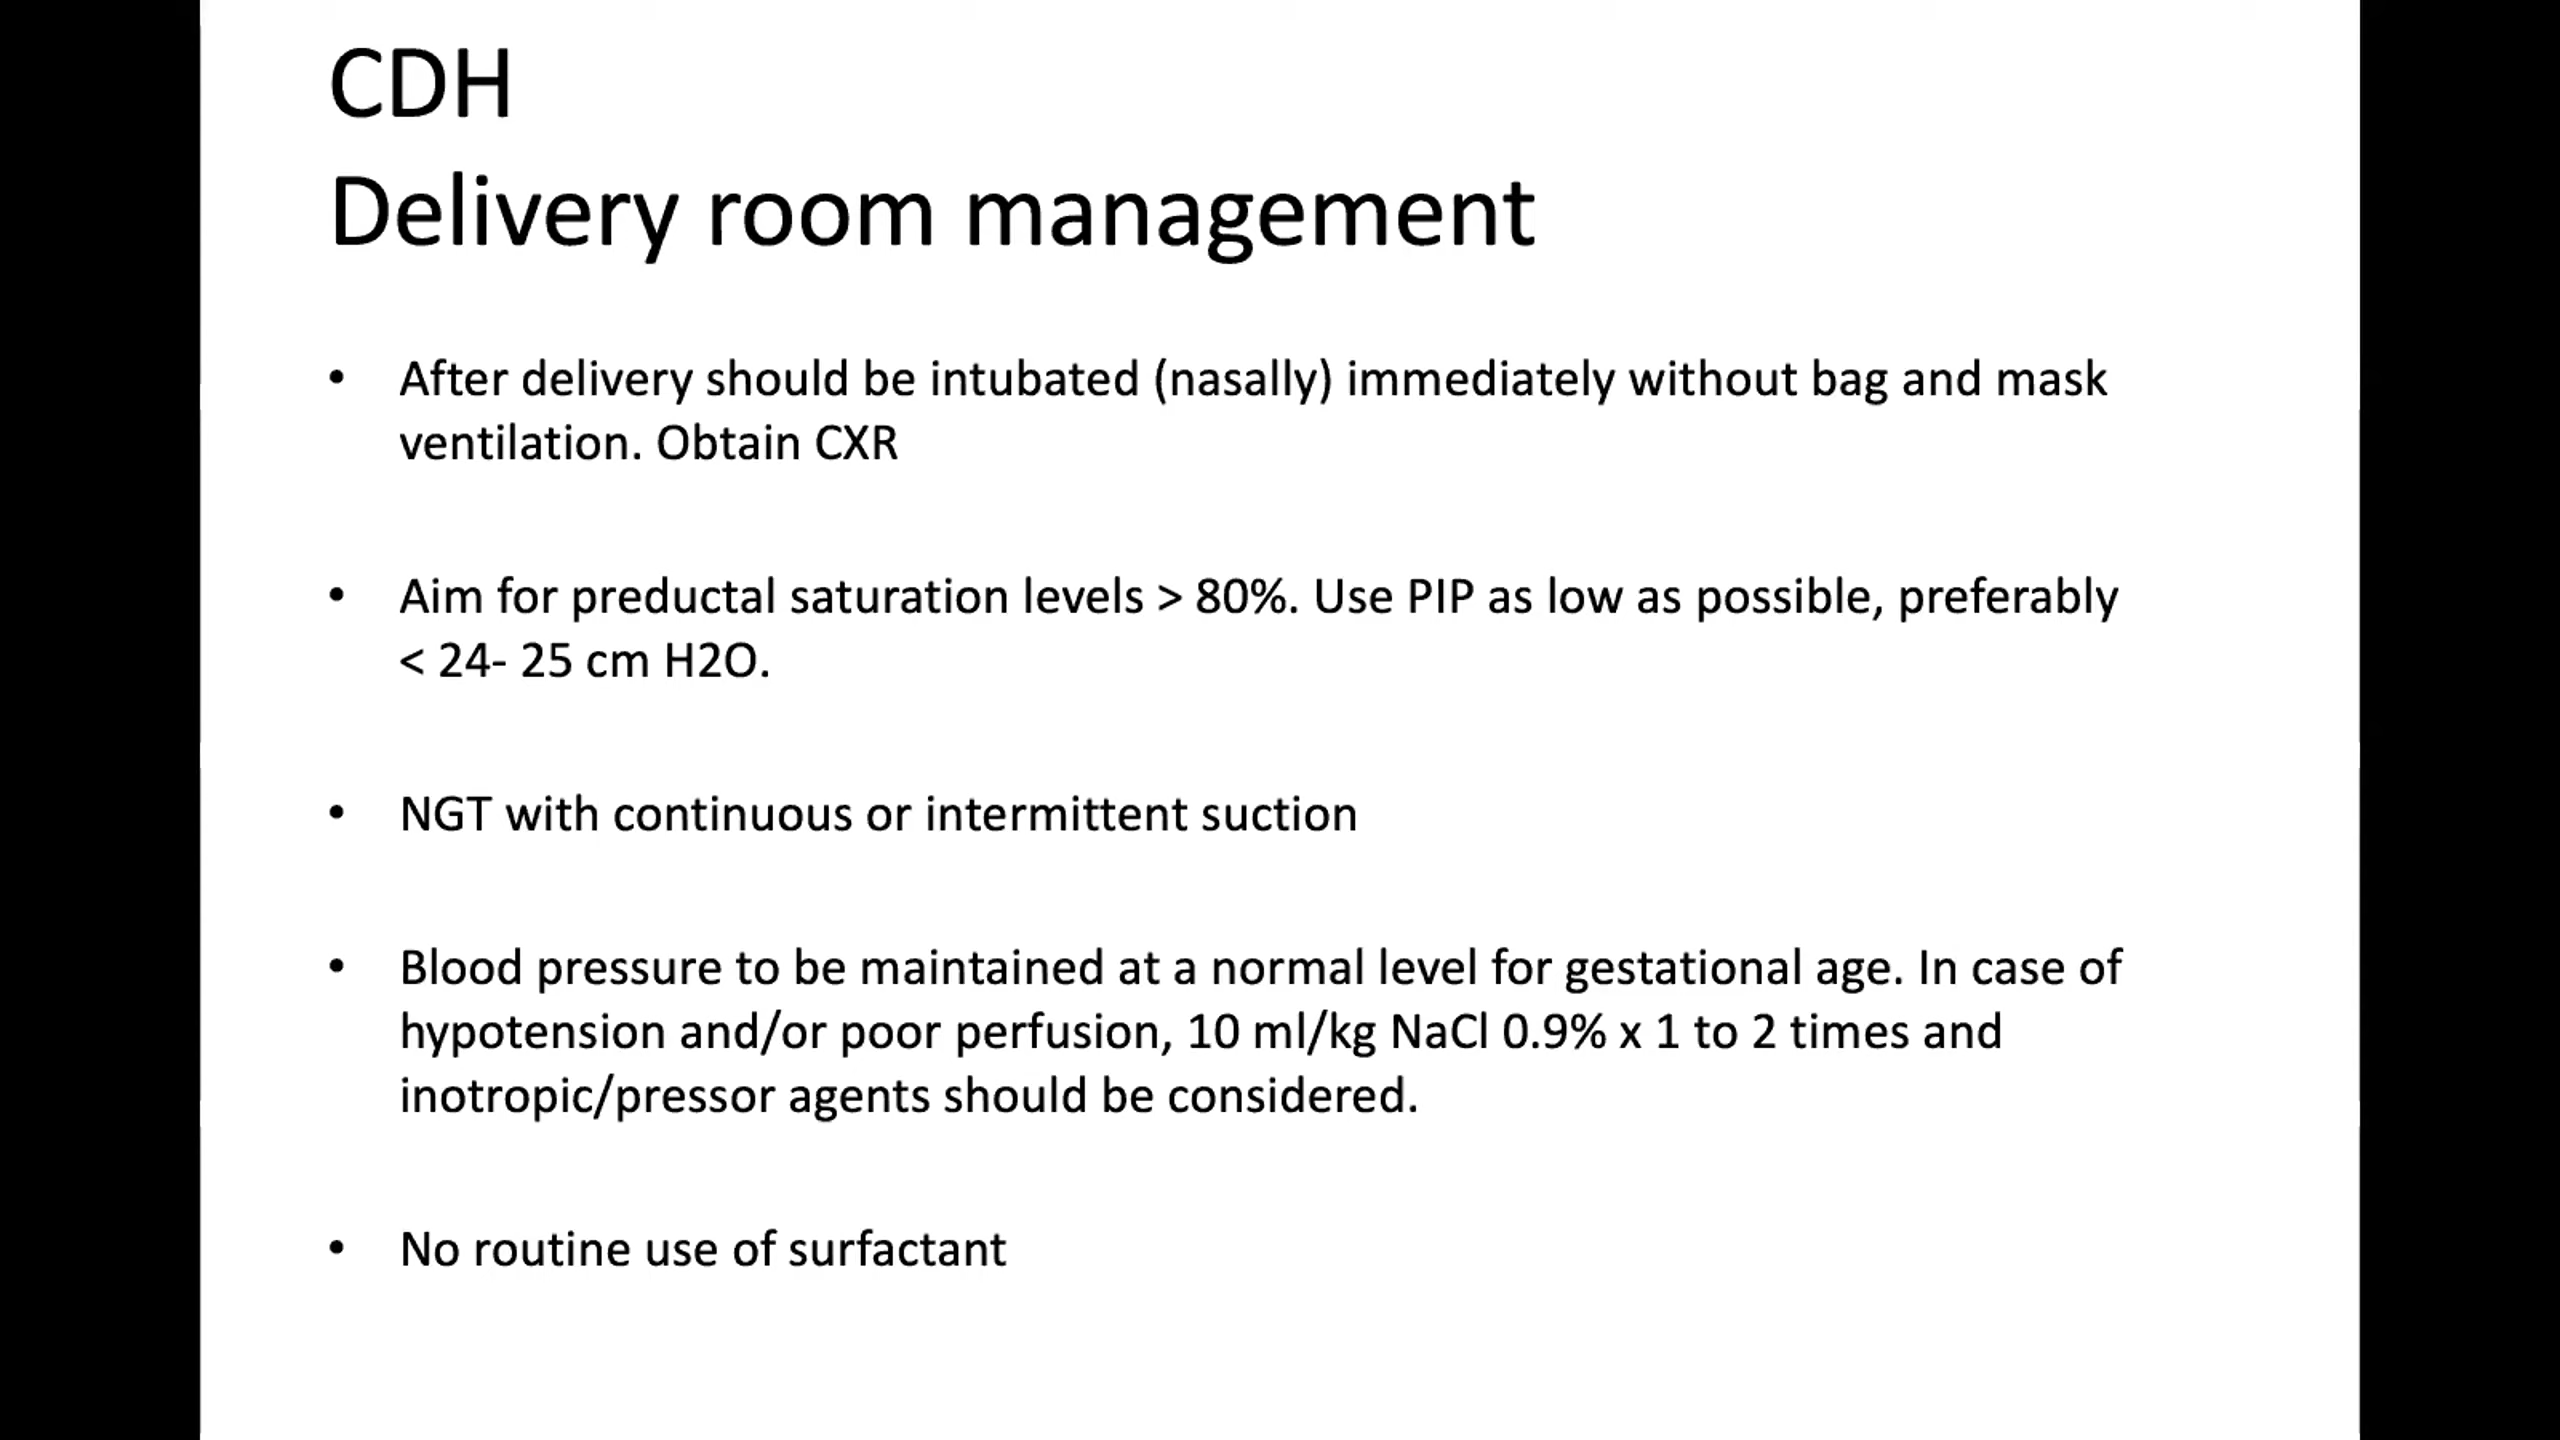 CDH
Delivery room management
• After delivery should be intubated (nasally) immediately without bag and mask
ventilation. Obtain CXR
• Aim for preductal saturation levels > 80%. Use PIP as low as possible, preferably
< 24- 25 cm H2O.
• NGT with continuous or intermittent suction
• Blood pressure to be maintained at a normal level for gestational age. In case of
hypotension and/or poor perfusion, 10 ml/kg NaCl 0.9% x 1 to 2 times and
inotropic/pressor agents should be considered.
• No routine use of surfactant